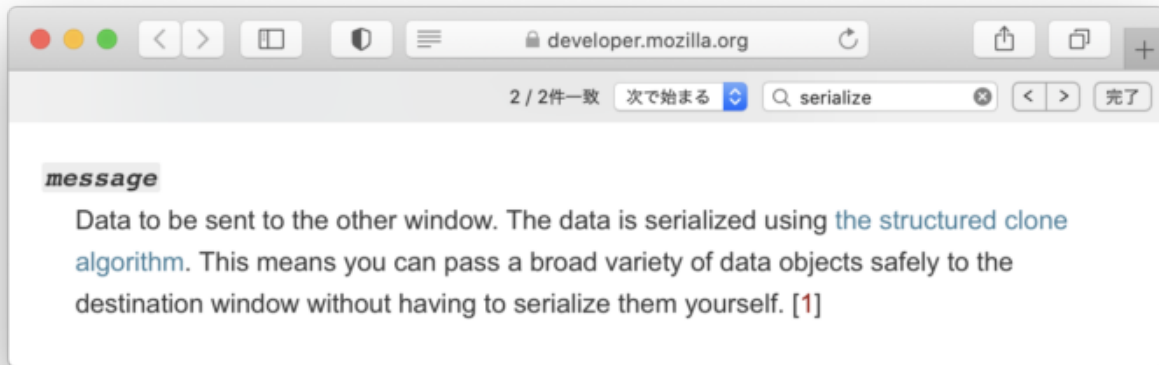 developer.mozilla.org
2 / 2件一致 次で始まる serialize 完了
message
Data to be sent to the other window. The data is serialized using the structured clone
algorithm. This means you can pass a broad variety of data objects safely to the
destination window without having to serialize them yourself. [1]